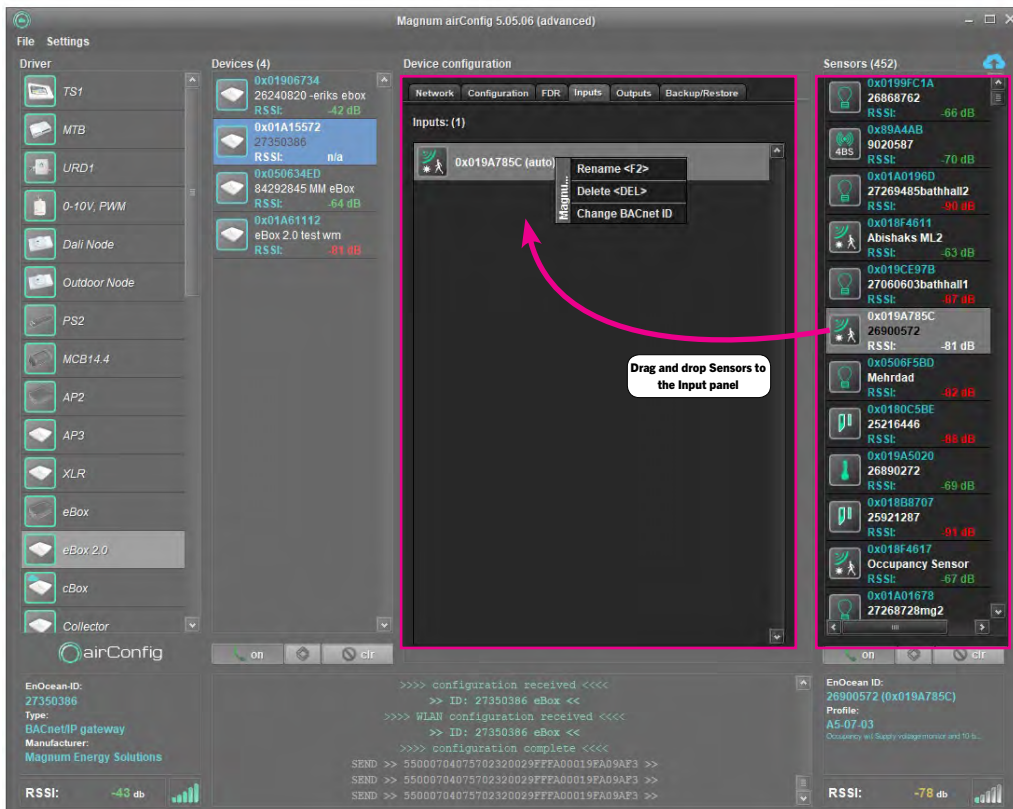 Magnum airConfig 5.05.06 (advanced)
File Settings
Driver
TS1
MTB
URD1
0-10V, PWM
Dali Node
Outdoor Node
PS2
MCB14.4
AP2
AP3
XLR
eBox
eBox 2.0
cBox
Collector
airConfig
Devices (4)
0x01906734
26240820 -eriks ebox
RSSI: -42 dB
0x01A15572
27350386
RSSI: n/a
0x050634ED
84292845 MM eBox
RSSI: -64 dB
0x01A61112
eBox 2.0 test wm
RSSI: -81 dB
on clr
Device configuration
Network Configuration FDR Inputs Outputs Backup/Restore
Inputs: (1)
0x019A785C (auto)
Magnu...
Rename <F2>
Delete <DEL>
Change BACnet ID
Drag and drop Sensors to
the Input panel
Sensors (452)
0x0199FC1A
26868762
RSSI: -66 dB
0x89A4AB
4BS
9020587
RSSI: -70 dB
0x01A0196D
27269485bathhall2
RSSI: -90 dB
0x018F4611
Abishaks ML2
RSSI: -63 dB
0x019CE97B
27060603bathhall1
RSSI: -87 dB
0x019A785C
26900572
RSSI: -81 dB
0x0506F5BD
Mehrdad
RSSI: -82 dB
0x0180C5BE
25216446
RSSI: -88 dB
0x019A5020
26890272
RSSI: -69 dB
0x018B8707
25921287
RSSI: -91 dB
0x018F4617
Occupancy Sensor
RSSI: -67 dB
0x01A01678
27268728mg2
on clr
EnOcean-ID:
27350386
Type:
BACnet/IP gateway
Manufacturer:
Magnum Energy Solutions
RSSI: -43 db
>>>> configuration received <<<<
>> ID: 27350386 eBox <<
>>>> WLAN configuration received <<<<
>> ID: 27350386 eBox <<
>>>> configuration complete <<<<
SEND >> 55000704075702320029FFFA00019FA09AF3 >>
SEND >> 55000704075702320029FFFA00019FA09AF3 >>
SEND >> 55000704075702320029FFFA00019FA09AF3 >>
EnOcean ID:
26900572 (0x019A785C)
Profile:
A5-07-03
Occupancy wit Supply voltage monitor and 10-b...
RSSI: -78 db